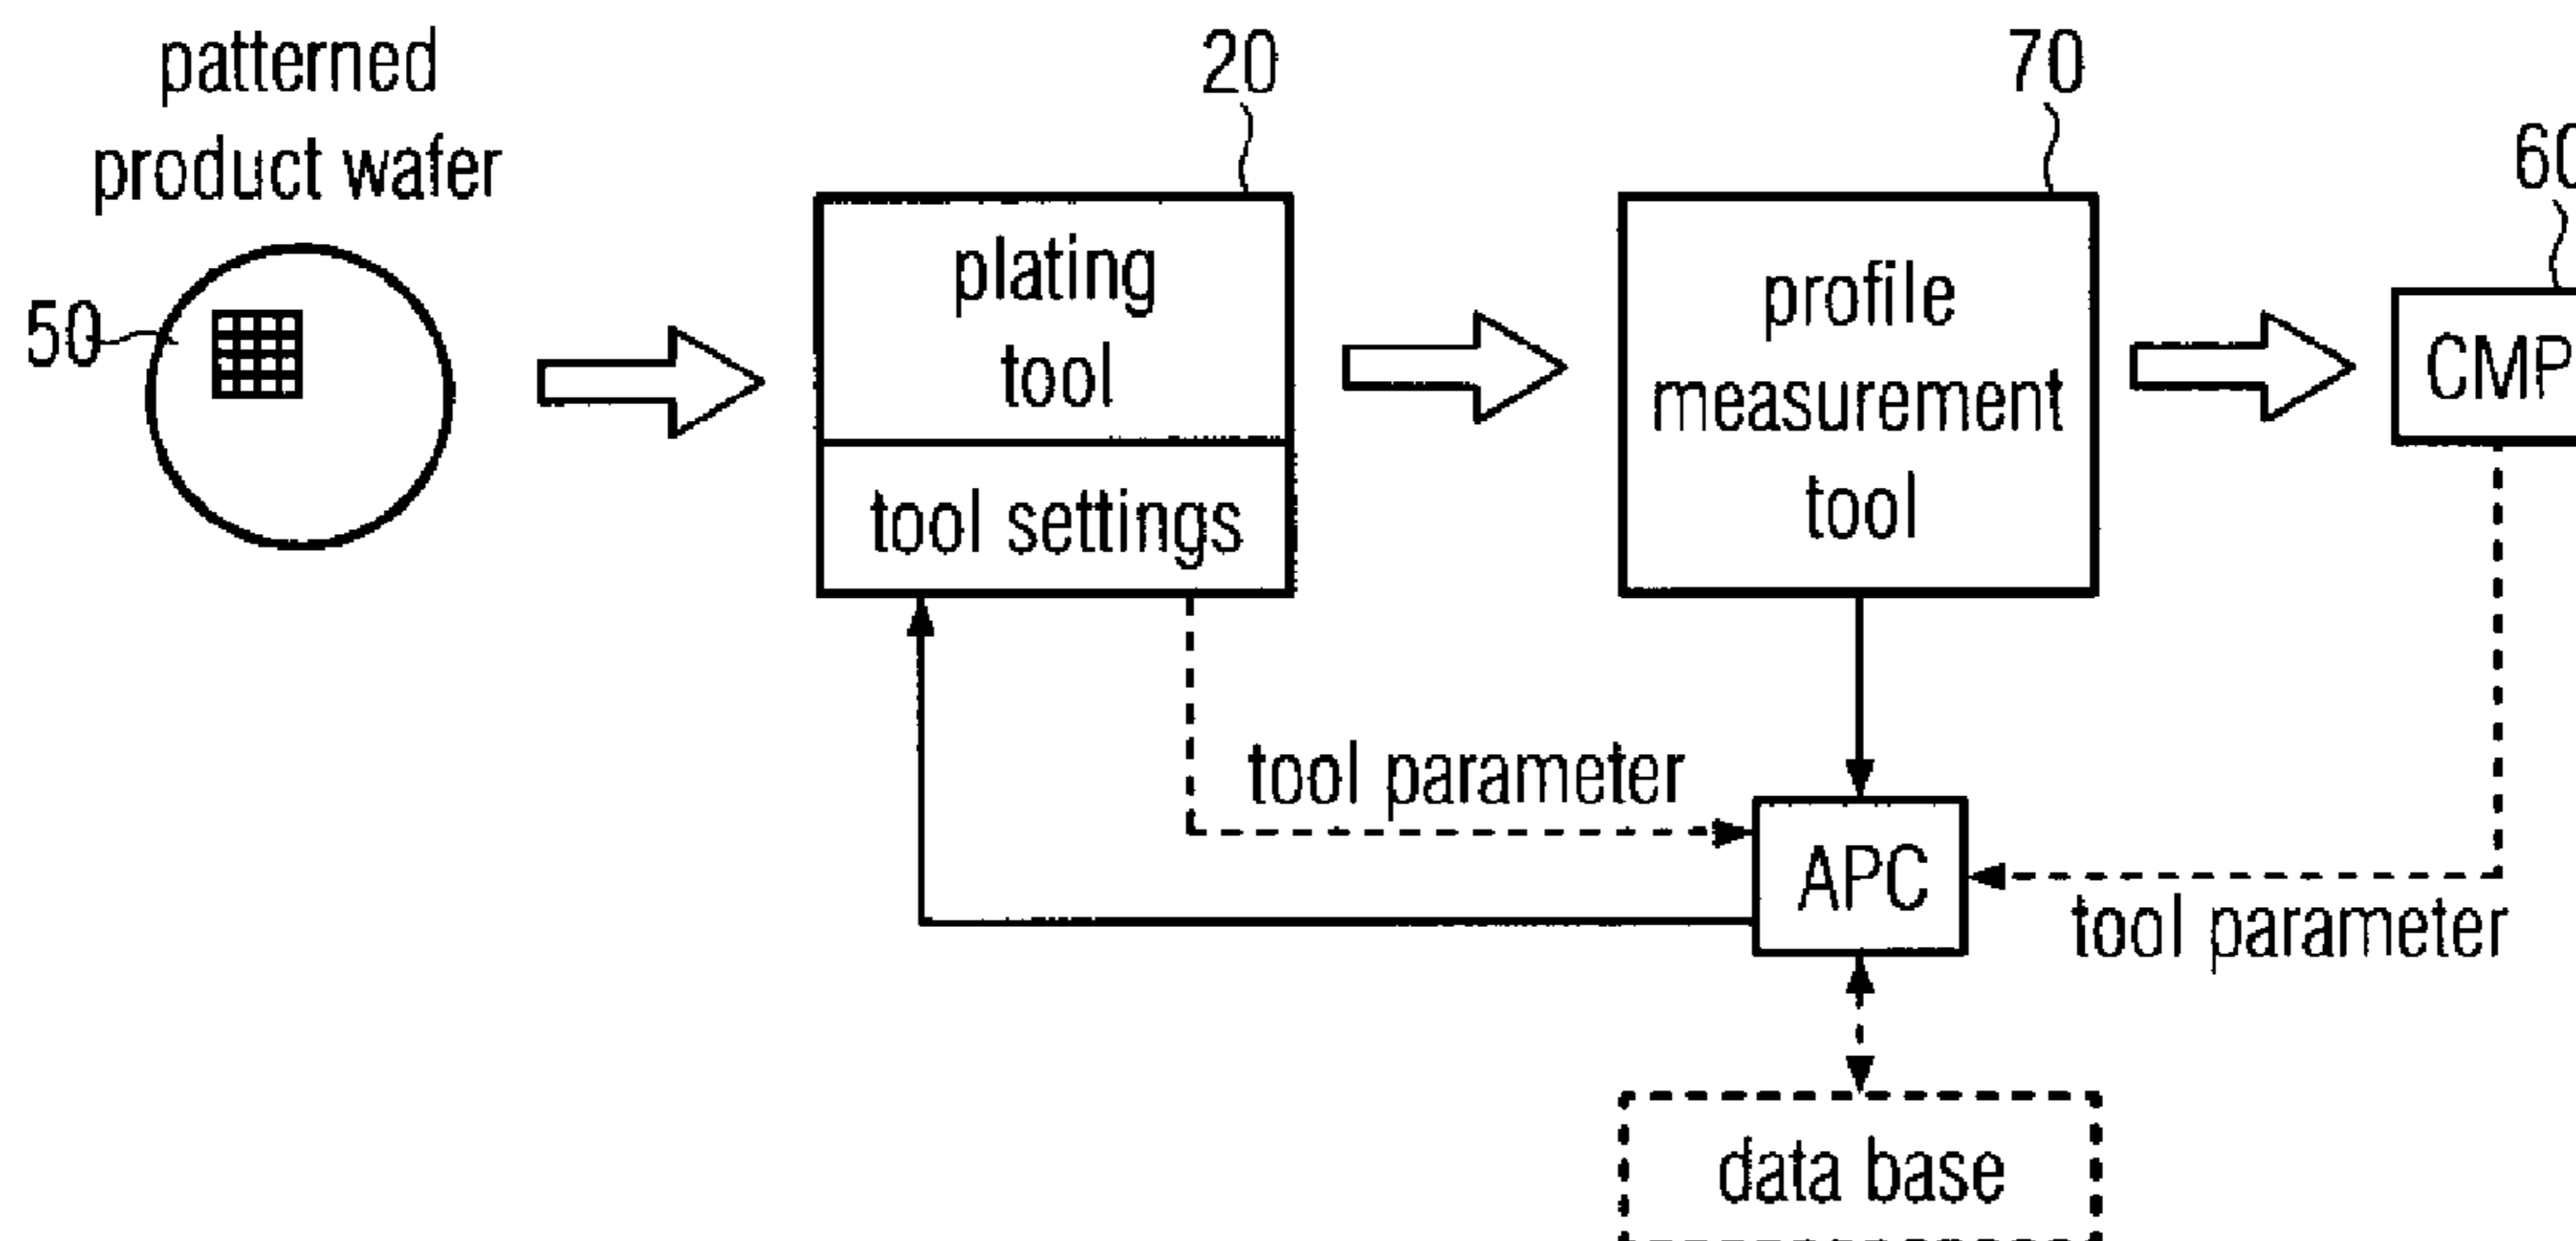 patterned
product wafer
50
20
plating
tool
tool settings
70
profile
measurement
tool
60
CMP
tool parameter
APC
tool parameter
data base